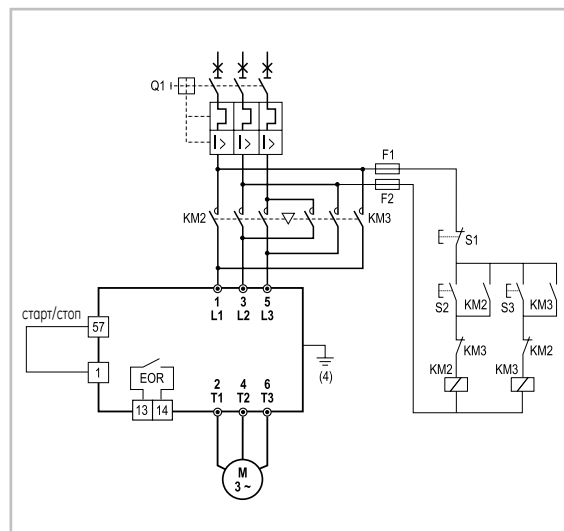 Q1
I> I> I>
F1
F2
KM2
KM3
S1
S2
KM2
S3
KM3
KM3
KM2
KM2
KM3
1 3 5
L1 L2 L3
старт/стоп
57
1
EOR
13 14
(4)
2 4 6
T1 T2 T3
M
3 ~